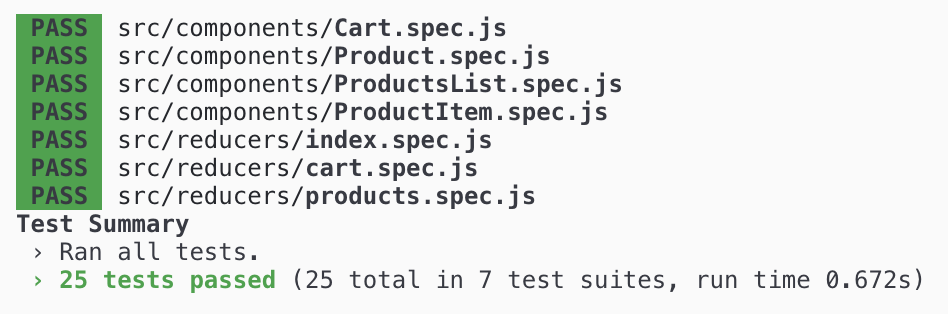 PASS src/components/Cart.spec.js
PASS src/components/Product.spec.js
PASS src/components/ProductsList.spec.js
PASS src/components/ProductItem.spec.js
PASS src/reducers/index.spec.js
PASS src/reducers/cart.spec.js
PASS src/reducers/products.spec.js
Test Summary
› Ran all tests.
› 25 tests passed (25 total in 7 test suites, run time 0.672s)